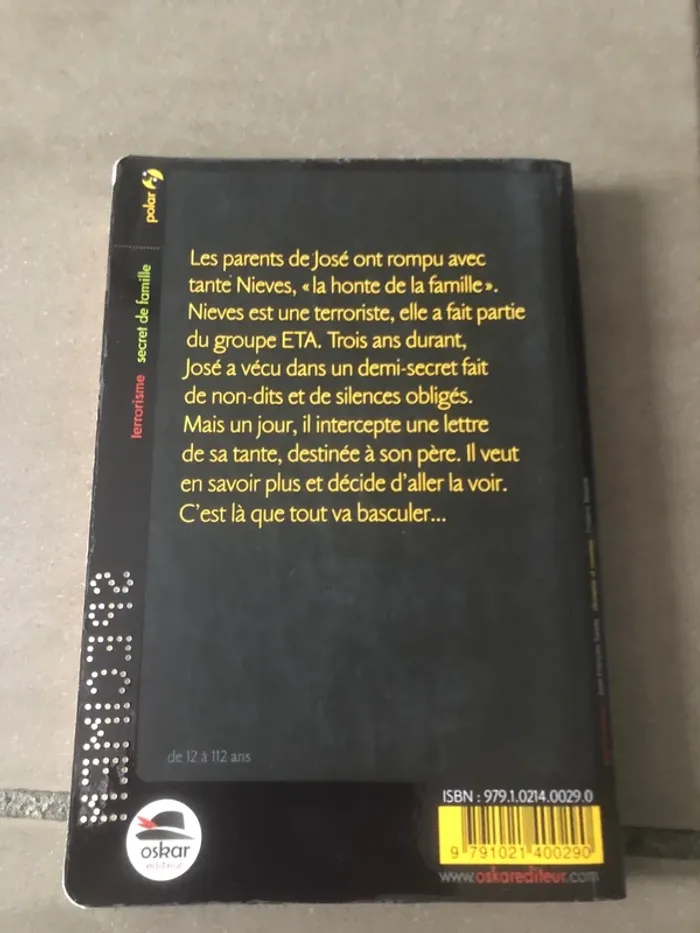 polar
secret de famille
terrorisme
SPÉCIMEN
Les parents de José ont rompu avec
tante Nieves, «la honte de la famille».
Nieves est une terroriste, elle a fait partie
du groupe ETA. Trois ans durant,
José a vécu dans un demi-secret fait
de non-dits et de silences obligés.
Mais un jour, il intercepte une lettre
de sa tante, destinée à son père. Il veut
en savoir plus et décide d'aller la voir.
C'est là que tout va basculer...
de 12 à 112 ans
oskar
éditeur
ISBN : 979.1.0214.0029.0
9 791021 400290
www.oskarediteur.com